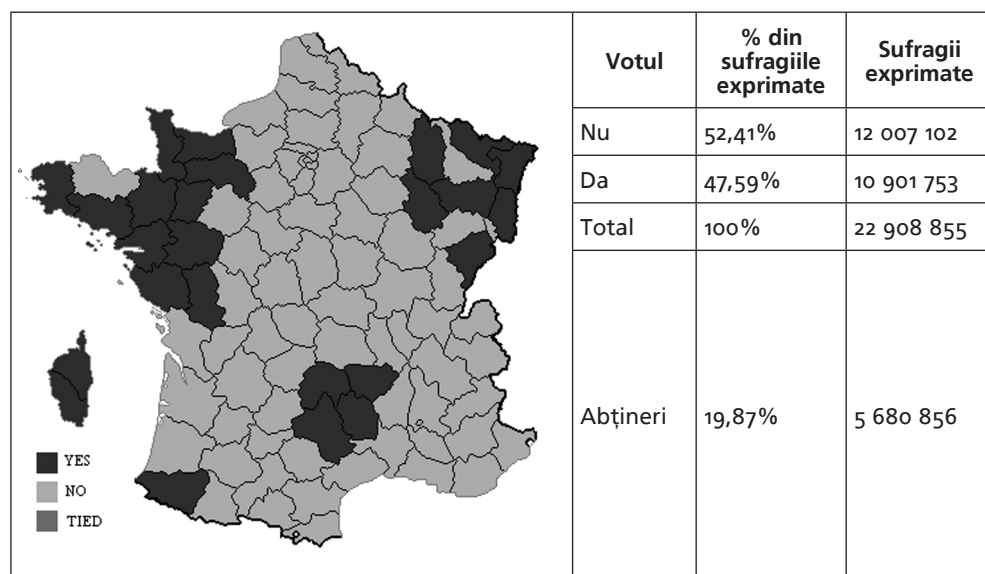 YES
NO
TIED
Votul
% din
sufragiile
exprimate
Sufragii
exprimate
Nu
52,41%
12 007 102
Da
47,59%
10 901 753
Total
100%
22 908 855
Abțineri
19,87%
5 680 856